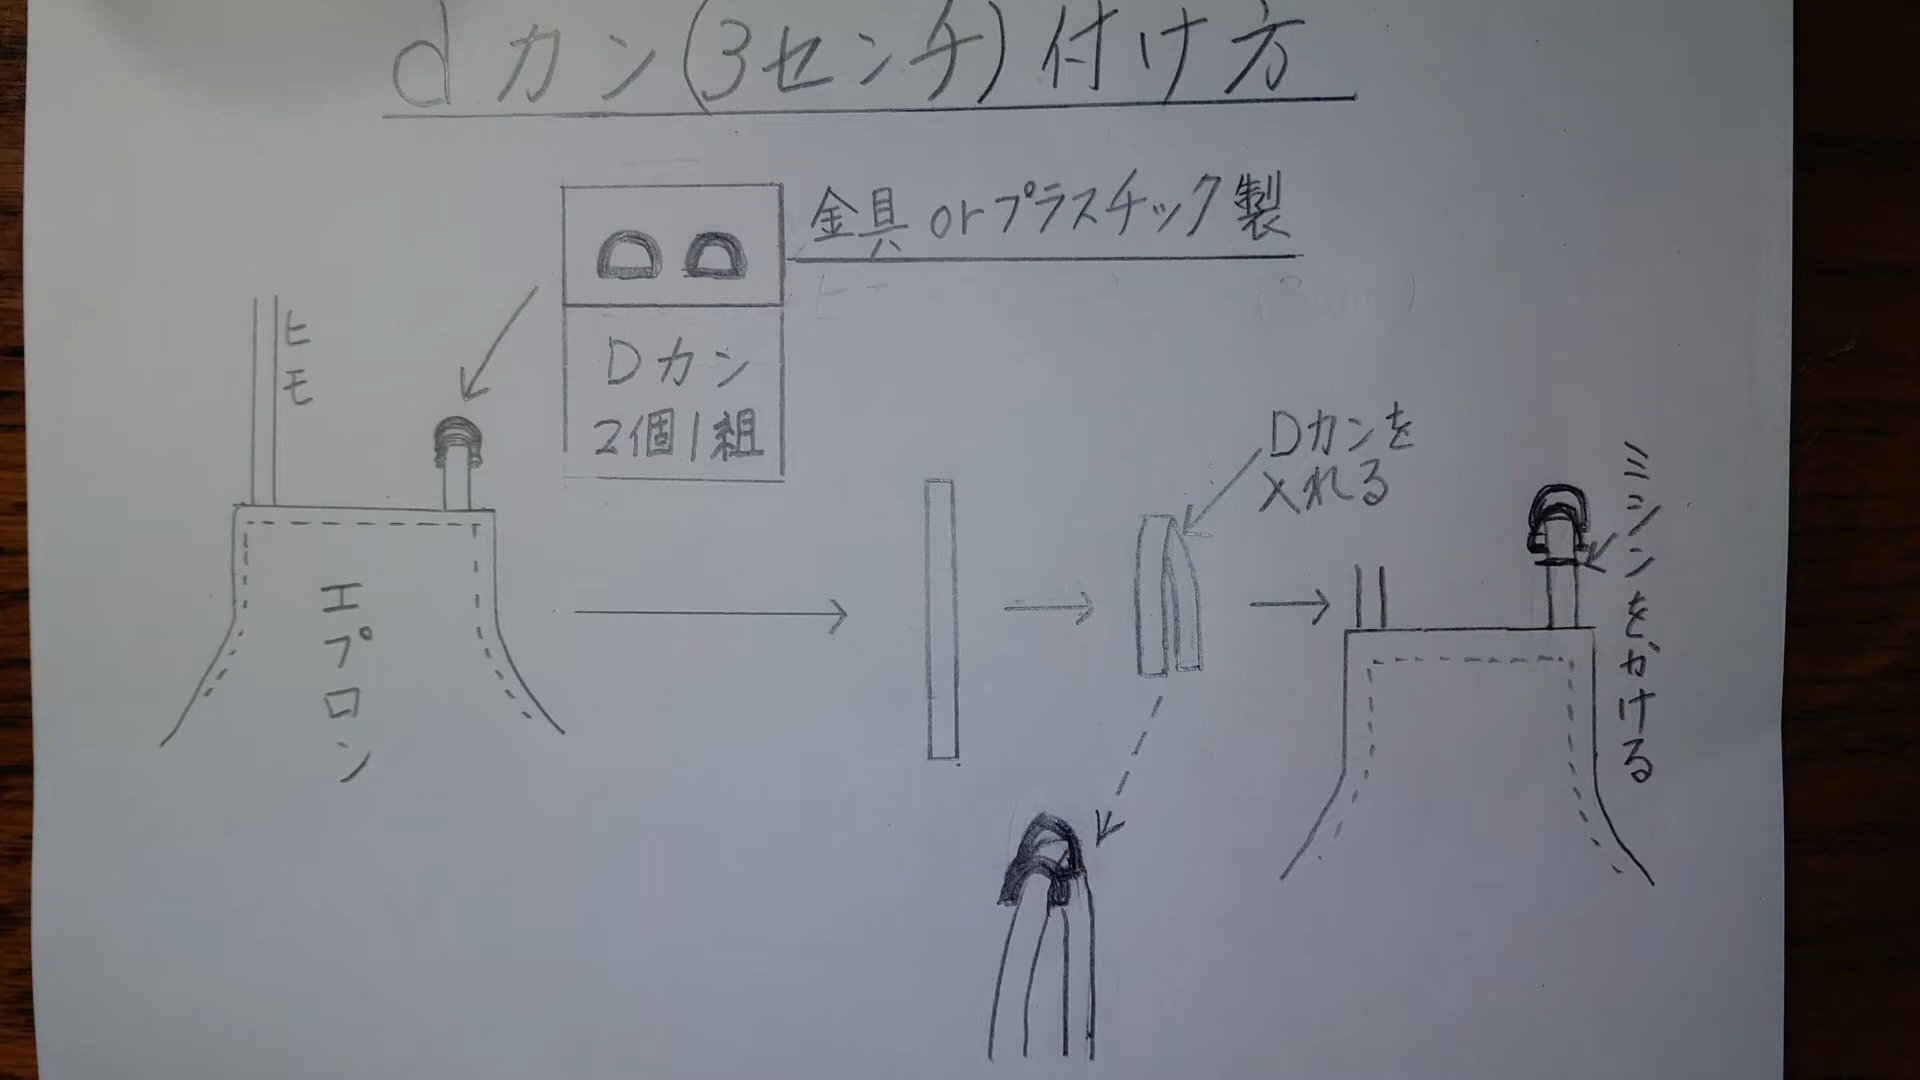 dカン(3センチ)付け方
金具orプラスチック製
Dカン
2個1組
ヒモ
エプロン
Dカンを
入れる
ミシンをかける